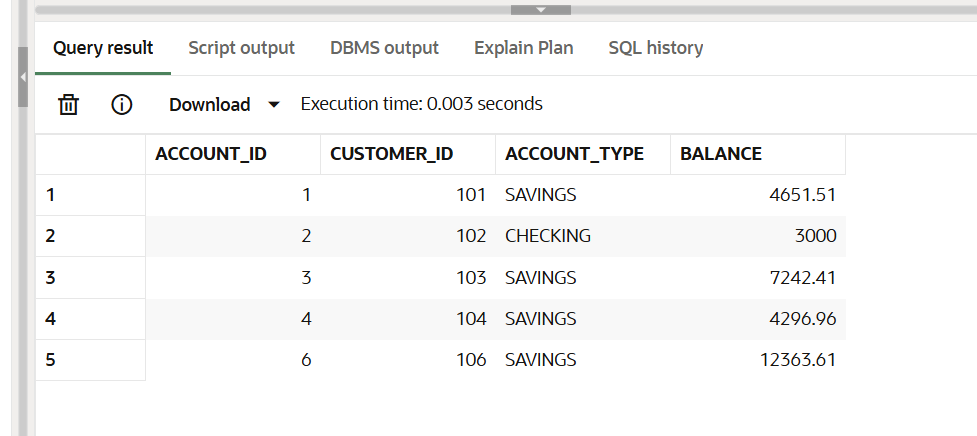 Query result Script output DBMS output Explain Plan SQL history
Download Execution time: 0.003 seconds
ACCOUNT_ID CUSTOMER_ID ACCOUNT_TYPE BALANCE
1 1 101 SAVINGS 4651.51
2 2 102 CHECKING 3000
3 3 103 SAVINGS 7242.41
4 4 104 SAVINGS 4296.96
5 6 106 SAVINGS 12363.61